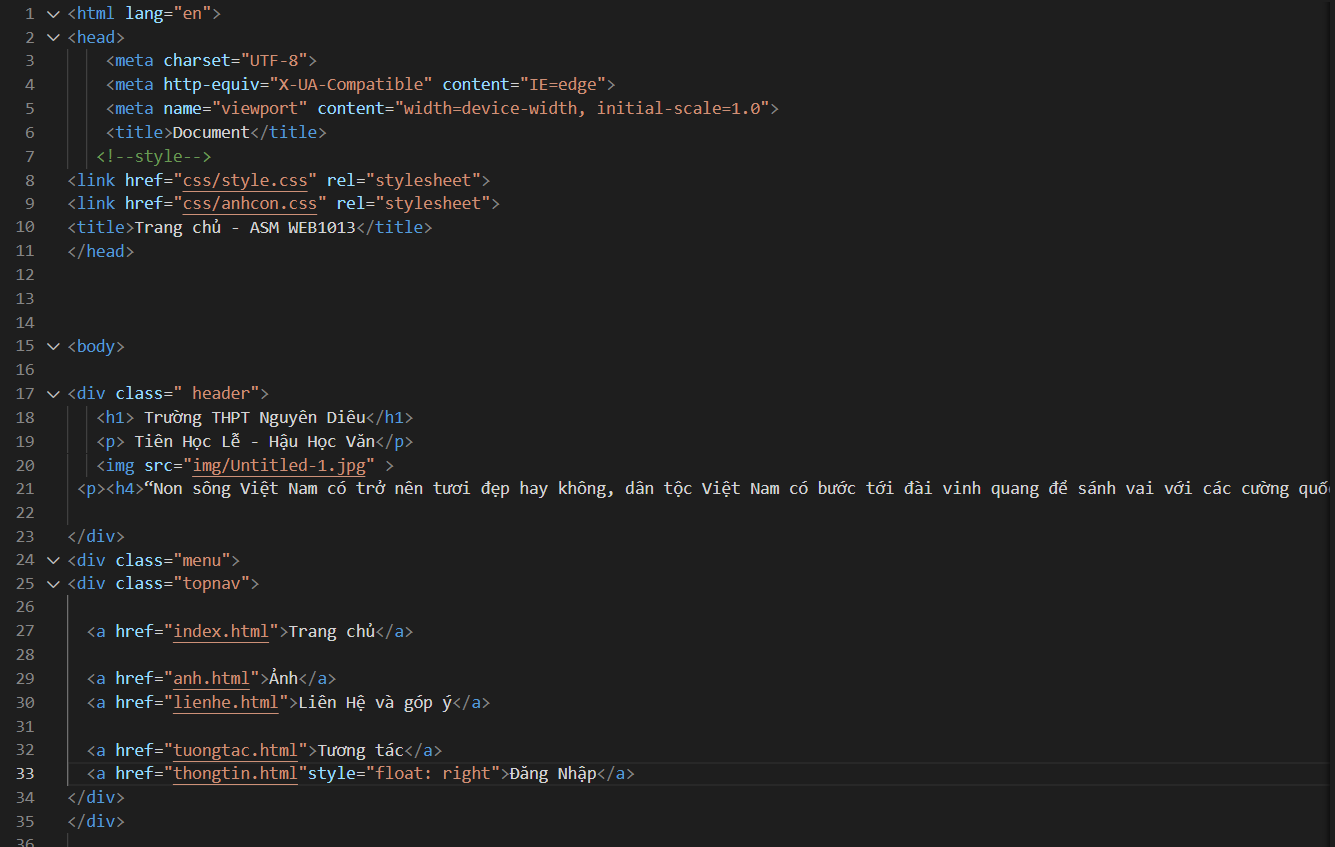 1 <html lang="en">
2 <head>
3 <meta charset="UTF-8">
4 <meta http-equiv="X-UA-Compatible" content="IE=edge">
5 <meta name="viewport" content="width=device-width, initial-scale=1.0">
6 <title>Document</title>
7 <!--style-->
8 <link href="css/style.css" rel="stylesheet">
9 <link href="css/anhcon.css" rel="stylesheet">
10 <title>Trang chủ - ASM WEB1013</title>
11 </head>
12
13
14
15 <body>
16
17 <div class=" header">
18 <h1> Trường THPT Nguyên Diêu</h1>
19 <p> Tiên Học Lễ - Hậu Học Văn</p>
20 <img src="img/Untitled-1.jpg" >
21 <p><h4>“Non sông Việt Nam có trở nên tươi đẹp hay không, dân tộc Việt Nam có bước tới đài vinh quang để sánh vai với các cường
22
23 </div>
24 <div class="menu">
25 <div class="topnav">
26
27 <a href="index.html">Trang chủ</a>
28
29 <a href="anh.html">Ảnh</a>
30 <a href="lienhe.html">Liên Hệ và góp ý</a>
31
32 <a href="tuongtac.html">Tương tác</a>
33 <a href="thongtin.html"style="float: right">Đăng Nhập</a>
34 </div>
35 </div>
36